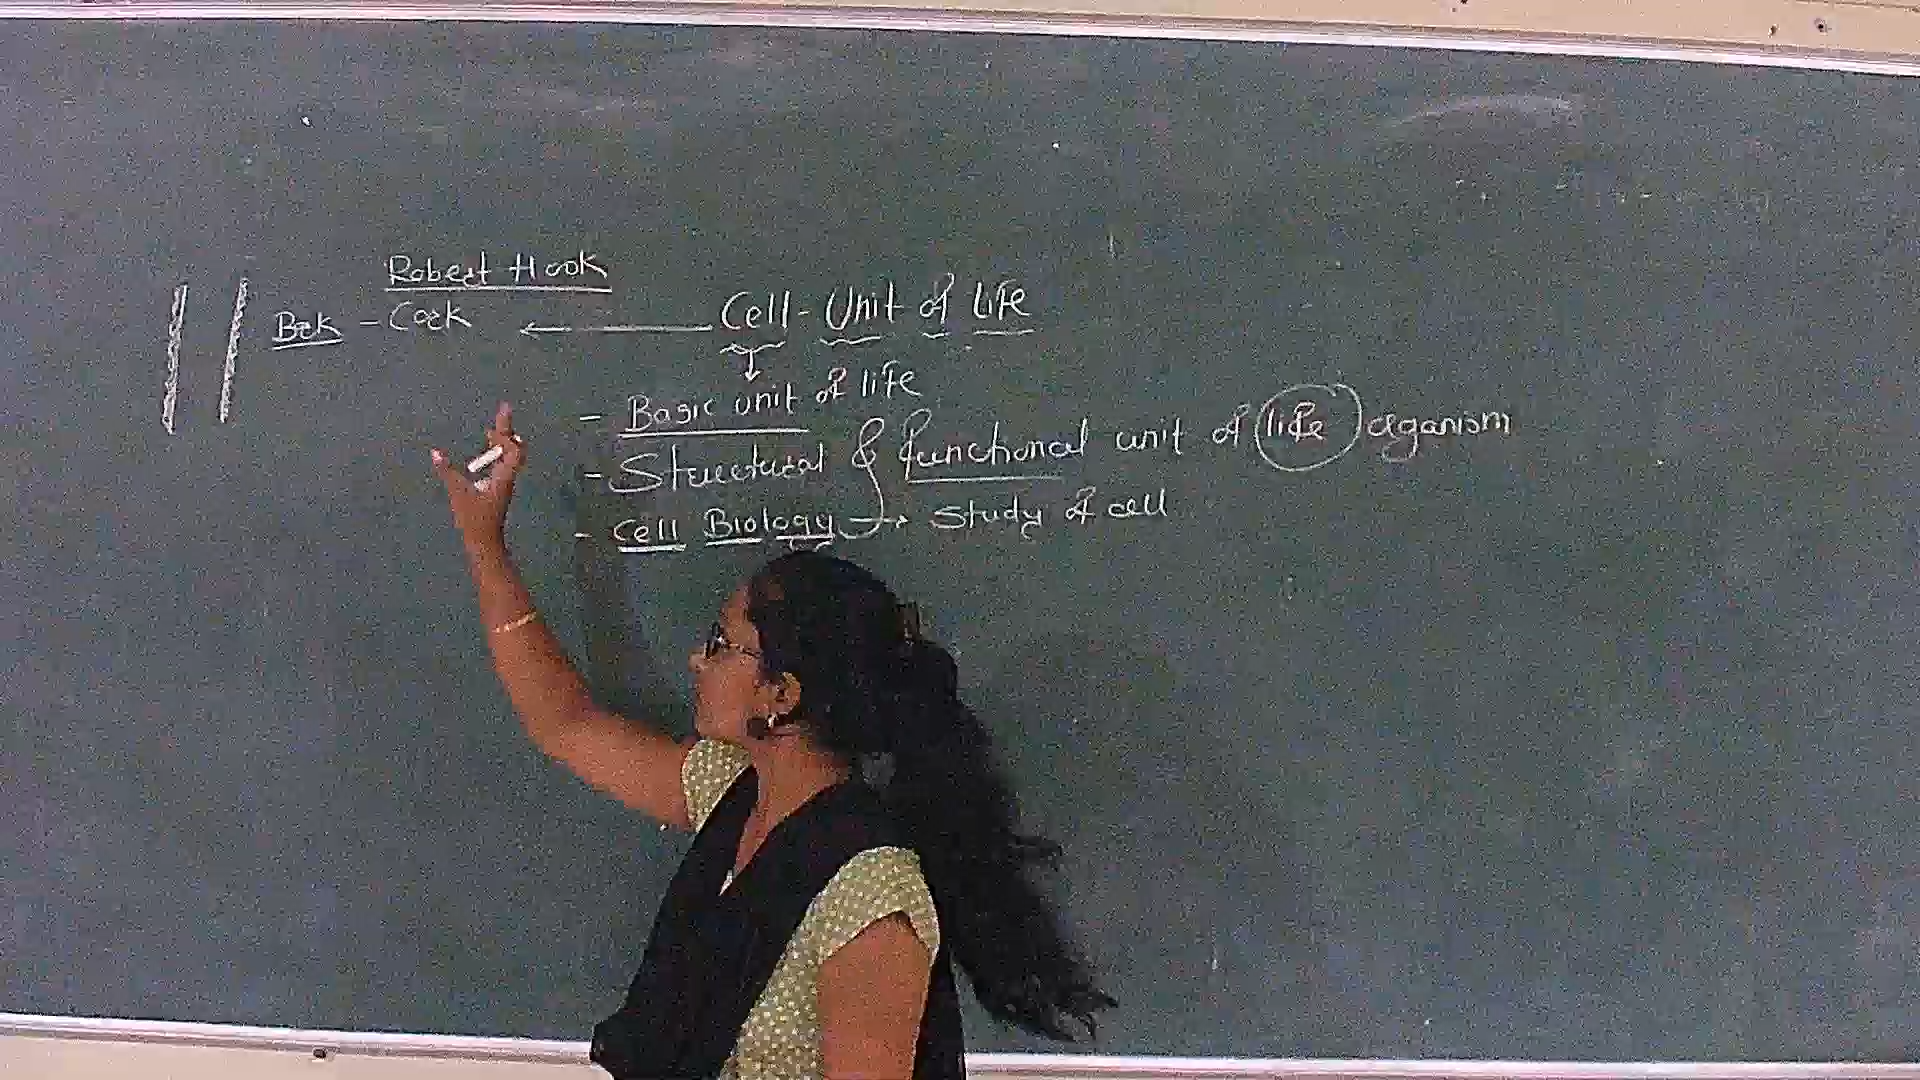 Robert Hook
Bark - Cork
Cell - Unit of life
- Basic unit of life
- Structural & functional unit of life organism
- Cell Biology → Study of cell